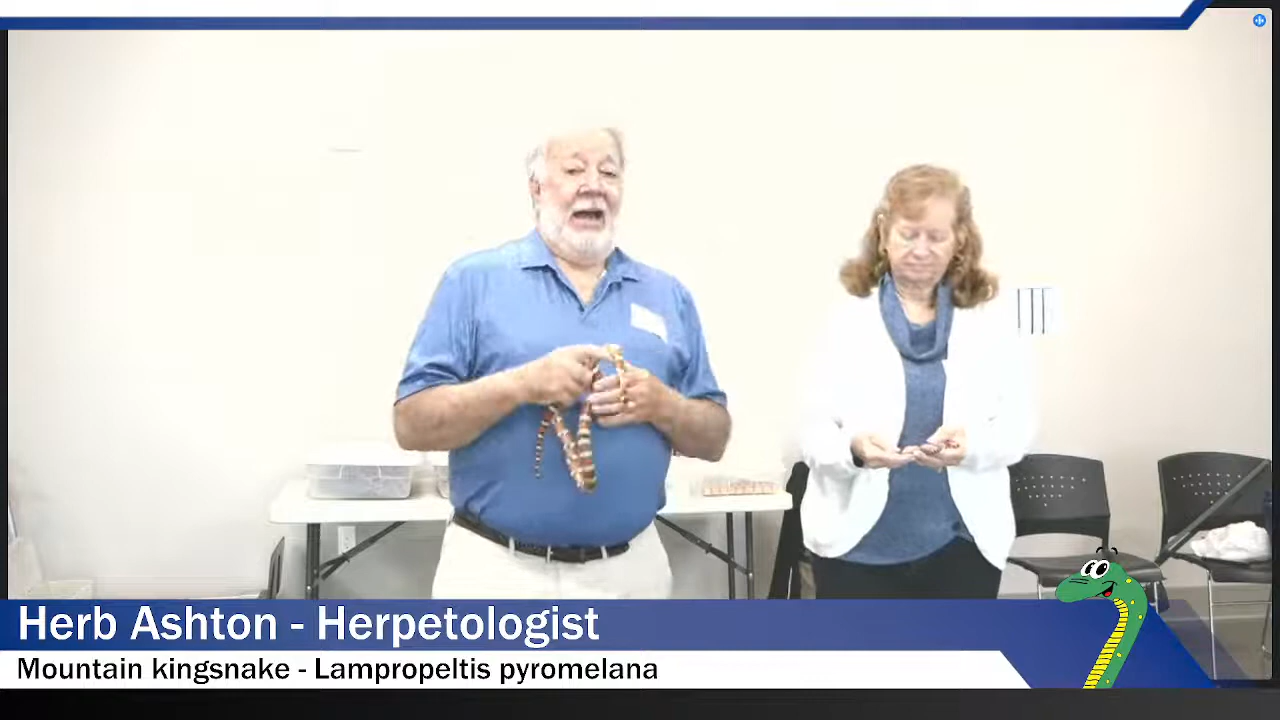 Herb Ashton - Herpetologist
Mountain kingsnake - Lampropeltis pyromelana